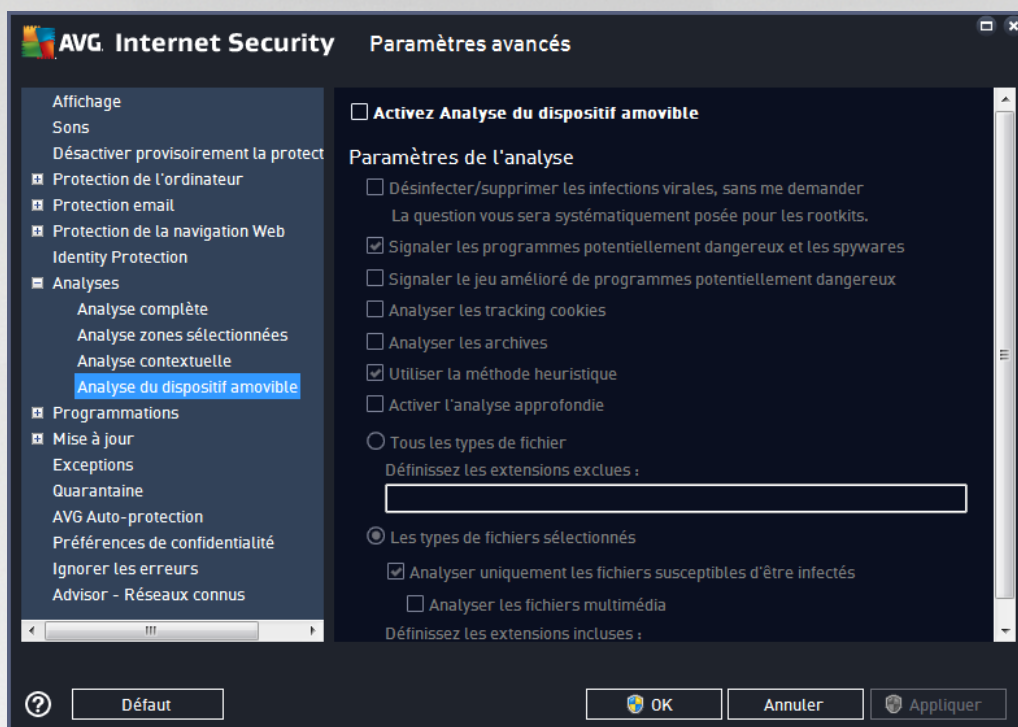 AVG. Internet Security Paramètres avancés
Affichage
Sons
Désactiver provisoirement la protect
Protection de l'ordinateur
Protection email
Protection de la navigation Web
Identity Protection
Analyses
Analyse complète
Analyse zones sélectionnées
Analyse contextuelle
Analyse du dispositif amovible
Programmations
Mise à jour
Exceptions
Quarantaine
AVG Auto-protection
Préférences de confidentialité
Ignorer les erreurs
Advisor - Réseaux connus
Activez Analyse du dispositif amovible
Paramètres de l'analyse
Désinfecter/supprimer les infections virales, sans me demander
La question vous sera systématiquement posée pour les rootkits.
Signaler les programmes potentiellement dangereux et les spywares
Signaler le jeu amélioré de programmes potentiellement dangereux
Analyser les tracking cookies
Analyser les archives
Utiliser la méthode heuristique
Activer l'analyse approfondie
Tous les types de fichier
Définissez les extensions exclues :
Les types de fichiers sélectionnés
Analyser uniquement les fichiers susceptibles d'être infectés
Analyser les fichiers multimédia
Définissez les extensions incluses :
Défaut
OK
Annuler
Appliquer